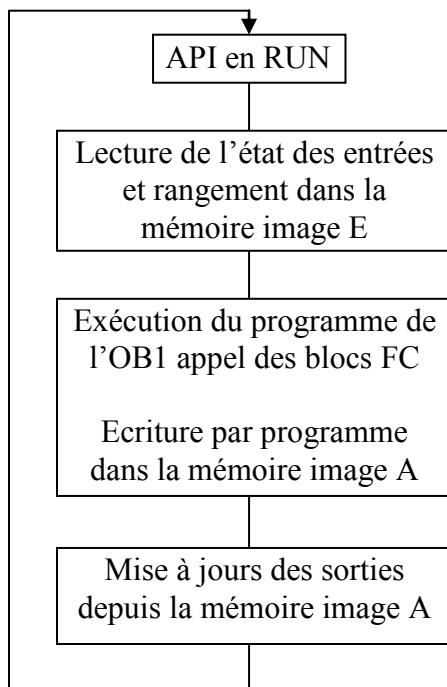 API en RUN
Lecture de l’état des entrées
et rangement dans la
mémoire image E
Exécution du programme de
l’OB1 appel des blocs FC
Ecriture par programme
dans la mémoire image A
Mise à jours des sorties
depuis la mémoire image A